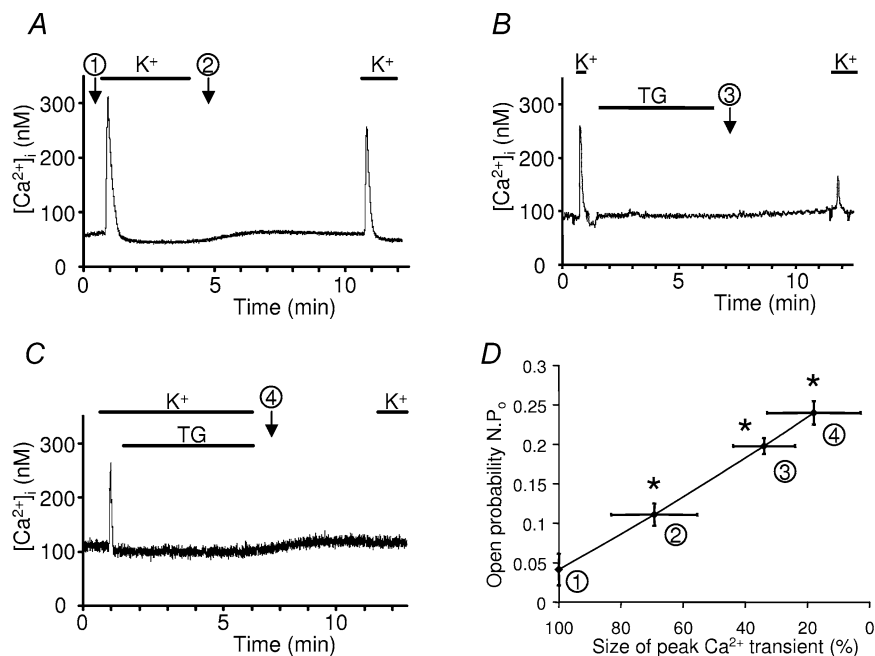 A
① K⁺ ② K⁺
[Ca²⁺]ᵢ (nM)
300
200
100
0
0 5 10
Time (min)
B
K⁺ TG ③ K⁺
[Ca²⁺]ᵢ (nM)
300
200
100
0
0 5 10
Time (min)
C
K⁺ ④ K⁺
TG
[Ca²⁺]ᵢ (nM)
300
200
100
0
0 5 10
Time (min)
D
Open probability N.Pₒ
0.3
0.25
0.2
0.15
0.1
0.05
0
* * *
① ② ③ ④
100 80 60 40 20 0
Size of peak Ca²⁺ transient (%)